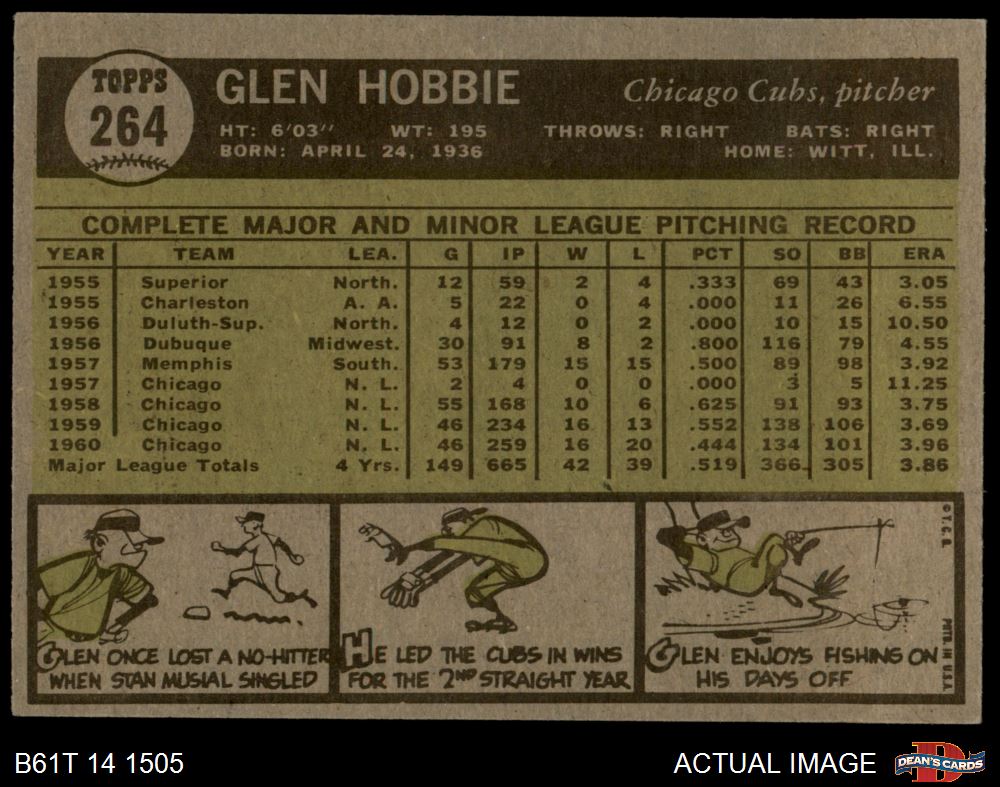 TOPPS
264
GLEN HOBBIE
Chicago Cubs, pitcher
HT: 6'03" WT: 195 THROWS: RIGHT BATS: RIGHT
BORN: APRIL 24, 1936 HOME: WITT, ILL.
COMPLETE MAJOR AND MINOR LEAGUE PITCHING RECORD
YEAR TEAM LEA. G IP W L PCT SO BB ERA
1955 Superior North. 12 59 2 4 .333 69 43 3.05
1955 Charleston A. A. 5 22 0 4 .000 11 26 6.55
1956 Duluth-Sup. North. 4 12 0 2 .000 10 15 10.50
1956 Dubuque Midwest. 30 91 8 2 .800 116 79 4.55
1957 Memphis South. 53 179 15 15 .500 89 98 3.92
1957 Chicago N. L. 2 4 0 0 .000 3 5 11.25
1958 Chicago N. L. 55 168 10 6 .625 91 93 3.75
1959 Chicago N. L. 46 234 16 13 .552 138 106 3.69
1960 Chicago N. L. 46 259 16 20 .444 134 101 3.96
Major League Totals 4 Yrs. 149 665 42 39 .519 366 305 3.86
GLEN ONCE LOST A NO-HITTER
WHEN STAN MUSIAL SINGLED
HE LED THE CUBS IN WINS
FOR THE 2ND STRAIGHT YEAR
GLEN ENJOYS FISHING ON
HIS DAYS OFF
© T. C. G.
PRTD. IN U.S.A.
B61T 14 1505
ACTUAL IMAGE
DEAN'S CARDS